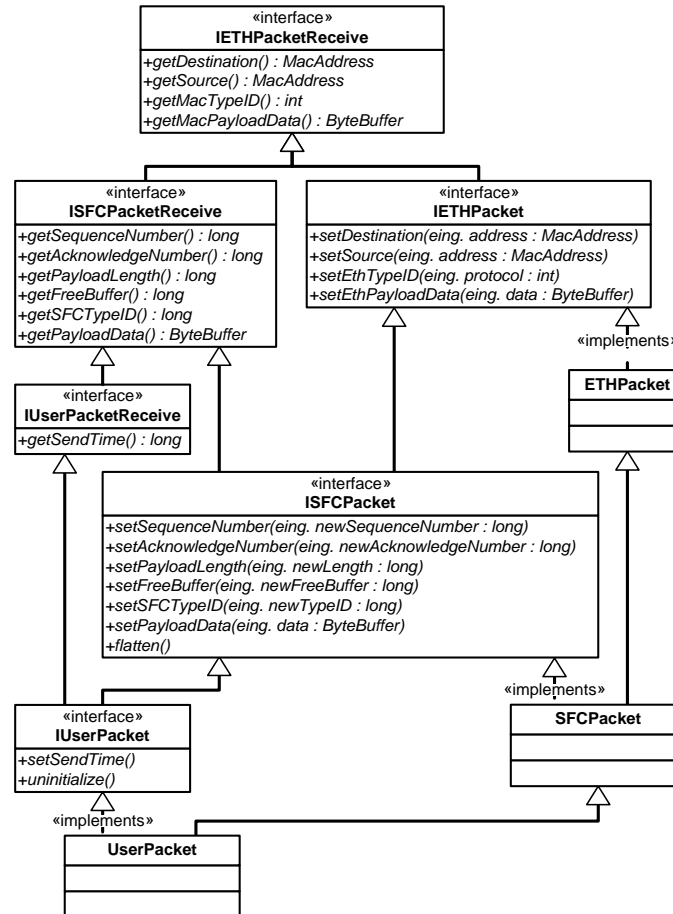 «interface»
IETHPacketReceive
+getDestination() : MacAddress
+getSource() : MacAddress
+getMacTypeID() : int
+getMacPayloadData() : ByteBuffer
«interface»
ISFCPacketReceive
+getSequenceNumber() : long
+getAcknowledgeNumber() : long
+getPayloadLength() : long
+getFreeBuffer() : long
+getSFCTypeID() : long
+getPayloadData() : ByteBuffer
«interface»
IETHPacket
+setDestination(eing. address : MacAddress)
+setSource(eing. address : MacAddress)
+setEthTypeID(eing. protocol : int)
+setEthPayloadData(eing. data : ByteBuffer)
«implements»
ETHPacket
«interface»
IUserPacketReceive
+getSendTime() : long
«interface»
ISFCPacket
+setSequenceNumber(eing. newSequenceNumber : long)
+setAcknowledgeNumber(eing. newAcknowledgeNumber : long)
+setPayloadLength(eing. newLength : long)
+setFreeBuffer(eing. newFreeBuffer : long)
+setSFCTypeID(eing. newTypeID : long)
+setPayloadData(eing. data : ByteBuffer)
+flatten()
«implements»
SFCPacket
«interface»
IUserPacket
+setSendTime()
+uninitialize()
«implements»
UserPacket